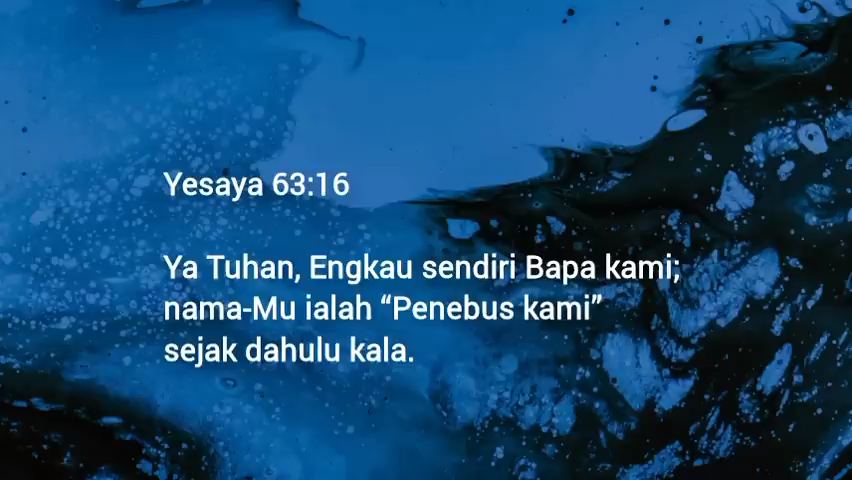 Yesaya 63:16
Ya Tuhan, Engkau sendiri Bapa kami;
nama-Mu ialah “Penebus kami”
sejak dahulu kala.